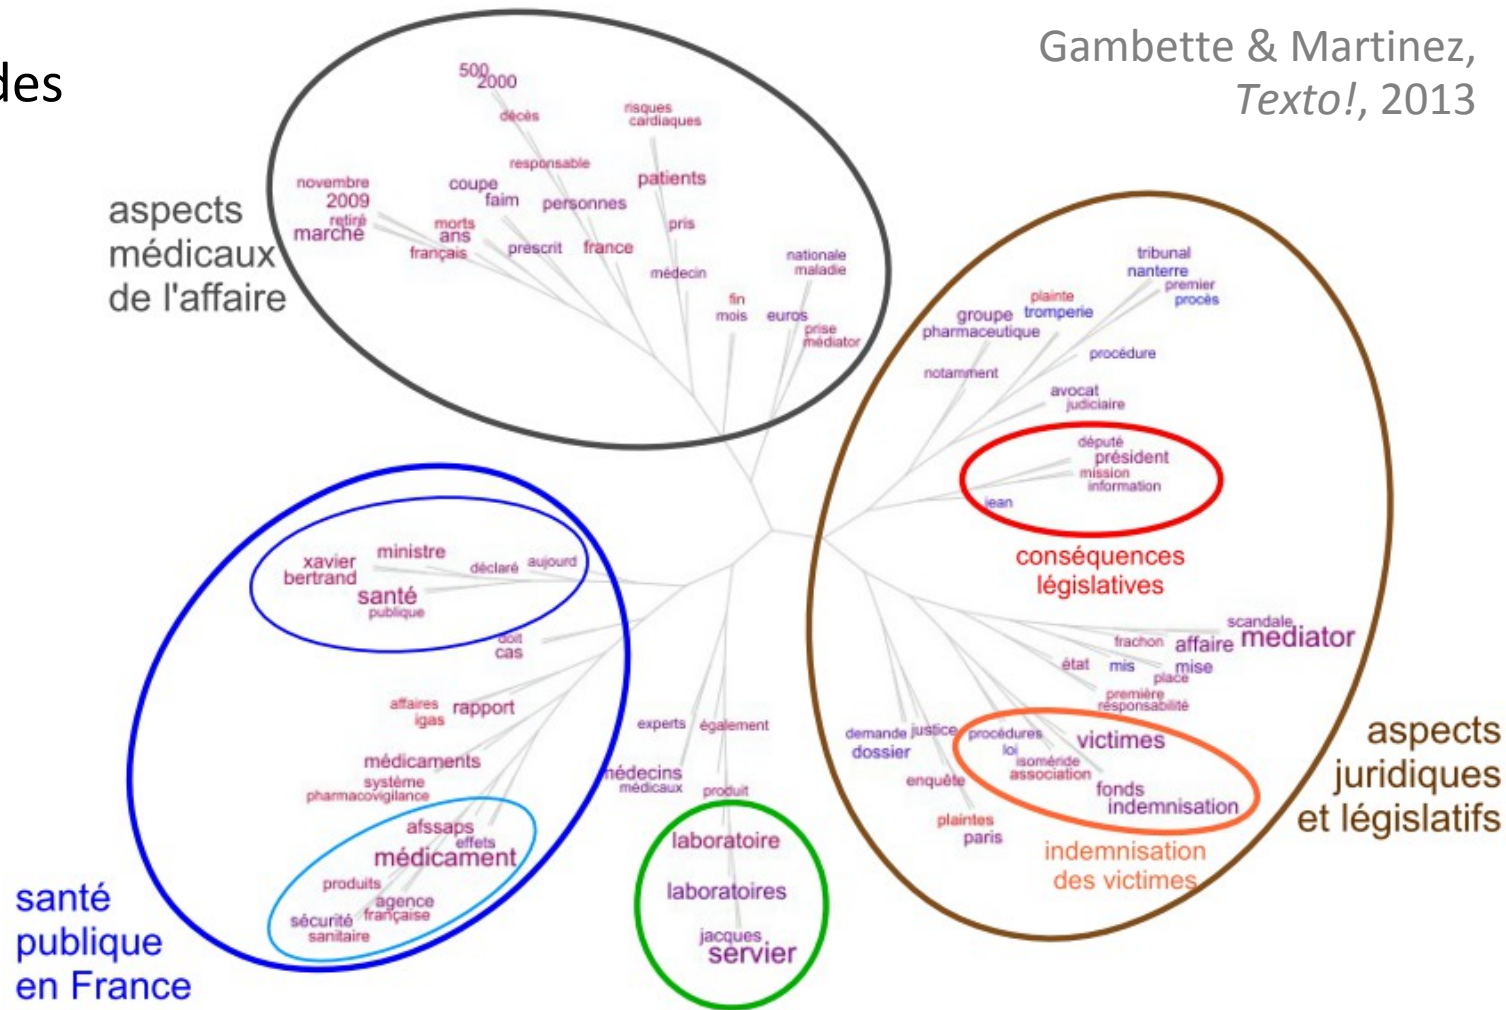 des
Gambette & Martinez,
Texto!, 2013
aspects
médicaux
de l'affaire
500
2000
décès
risques
cardiaques
responsable
patients
novembre
2009
retiré
marché
coupe
faim
personnes
morts
ans
français
prescrit
france
pris
médecin
nationale
maladie
fin
mois
euros
prise
médiator
tribunal
nanterre
premier
procès
plainte
tromperie
groupe
pharmaceutique
procédure
notamment
avocat
judiciaire
député
président
mission
information
jean
conséquences
législatives
scandale
mediator
frachon
affaire
état
mis
mise
place
première
responsabilité
demande
justice
dossier
procédures
loi
isoméride
association
victimes
fonds
indemnisation
enquête
plaintes
paris
indemnisation
des victimes
aspects
juridiques
et législatifs
xavier
bertrand
ministre
déclaré
aujourd
santé
publique
doit
cas
affaires
igas
rapport
médicaments
système
pharmacovigilance
afssaps
effets
médicament
produits
agence
française
sécurité
sanitaire
santé
publique
en France
experts
également
médecins
médicaux
produit
laboratoire
laboratoires
jacques
servier